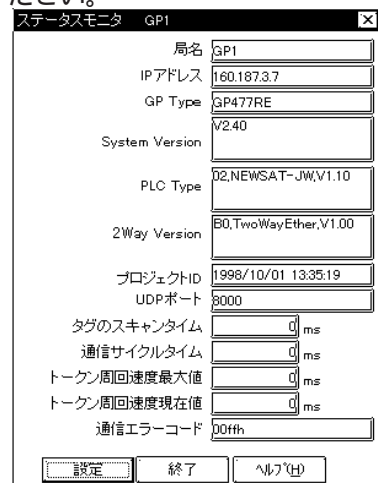 ださい。
ステータスモニタ GP1
局名 GP1
IPアドレス 160.187.3.7
GP Type GP477RE
System Version V2.40
PLC Type 02,NEWSAT-JW,V1.10
2Way Version B0,TwoWayEther,V1.00
プロジェクトID 1998/10/01 13:35:19
UDPポート 8000
タグのスキャンタイム 0 ms
通信サイクルタイム 0 ms
トークン周回速度最大値 0 ms
トークン周回速度現在値 0 ms
通信エラーコード 00ffh
設定 終了 ヘルプ(H)